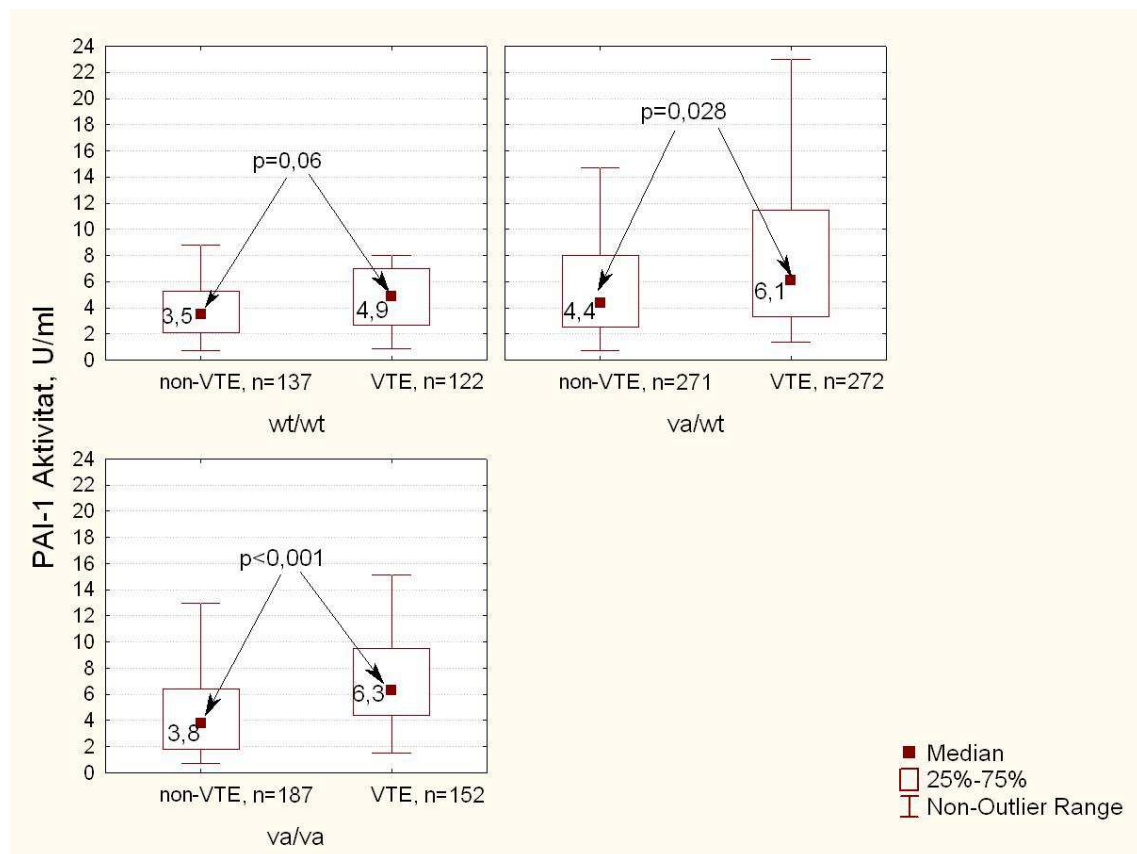 PAI-1 Aktivitat, U/ml
24
22
20
18
16
14
12
10
8
6
4
2
0
p=0,06
3,5
4,9
non-VTE, n=137
VTE, n=122
wt/wt
p=0,028
4,4
6,1
non-VTE, n=271
VTE, n=272
va/wt
24
22
20
18
16
14
12
10
8
6
4
2
0
p<0,001
3,8
6,3
non-VTE, n=187
VTE, n=152
va/va
Median
25%-75%
Non-Outlier Range